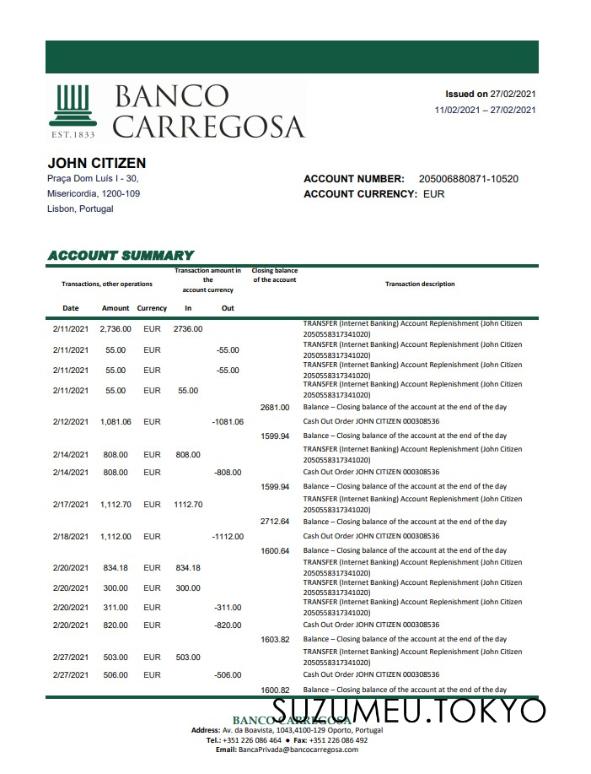 BANCO
CARREGOSA
EST.1833
Issued on 27/02/2021
11/02/2021 – 27/02/2021
JOHN CITIZEN
Praça Dom Luís I - 30,
Misericordia, 1200-109
Lisbon, Portugal
ACCOUNT NUMBER: 205006880871-10520
ACCOUNT CURRENCY: EUR
ACCOUNT SUMMARY
Transactions, other operations
Transaction amount in
the
account currency
Closing balance
of the account
Transaction description
Date Amount Currency In Out
2/11/2021 2,736.00 EUR 2736.00 TRANSFER (Internet Banking) Account Replenishment (John Citizen
2050558317341020)
2/11/2021 55.00 EUR -55.00 TRANSFER (Internet Banking) Account Replenishment (John Citizen
2050558317341020)
2/11/2021 55.00 EUR -55.00 TRANSFER (Internet Banking) Account Replenishment (John Citizen
2050558317341020)
2/11/2021 55.00 EUR 55.00 TRANSFER (Internet Banking) Account Replenishment (John Citizen
2050558317341020)
2681.00 Balance – Closing balance of the account at the end of the day
2/12/2021 1,081.06 EUR -1081.06 Cash Out Order JOHN CITIZEN 000308536
1599.94 Balance – Closing balance of the account at the end of the day
2/14/2021 808.00 EUR 808.00 TRANSFER (Internet Banking) Account Replenishment (John Citizen
2050558317341020)
2/14/2021 808.00 EUR -808.00 Cash Out Order JOHN CITIZEN 000308536
1599.94 Balance – Closing balance of the account at the end of the day
2/17/2021 1,112.70 EUR 1112.70 TRANSFER (Internet Banking) Account Replenishment (John Citizen
2050558317341020)
2712.64 Balance – Closing balance of the account at the end of the day
2/18/2021 1,112.00 EUR -1112.00 Cash Out Order JOHN CITIZEN 000308536
1600.64 Balance – Closing balance of the account at the end of the day
2/20/2021 834.18 EUR 834.18 TRANSFER (Internet Banking) Account Replenishment (John Citizen
2050558317341020)
2/20/2021 300.00 EUR 300.00 TRANSFER (Internet Banking) Account Replenishment (John Citizen
2050558317341020)
2/20/2021 311.00 EUR -311.00 TRANSFER (Internet Banking) Account Replenishment (John Citizen
2050558317341020)
2/20/2021 820.00 EUR -820.00 Cash Out Order JOHN CITIZEN 000308536
1603.82 Balance – Closing balance of the account at the end of the day
2/27/2021 503.00 EUR 503.00 TRANSFER (Internet Banking) Account Replenishment (John Citizen
2050558317341020)
2/27/2021 506.00 EUR -506.00 Cash Out Order JOHN CITIZEN 000308536
1600.82 Balance – Closing balance of the account at the end of the day
SUZUMEU.TOKYO
BANCO CARREGOSA
Address: Av. da Boavista, 1043,4100-129 Oporto, Portugal
Tel.: +351 226 086 464 ● Fax: +351 226 086 492
Email: BancaPrivada@bancocarregosa.com